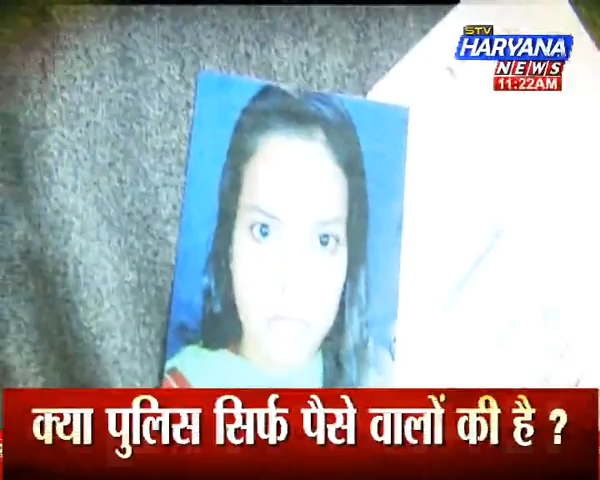 STV
HARYANA
NEWS
11:22AM
क्या पुलिस सिर्फ पैसे वालों की है ?